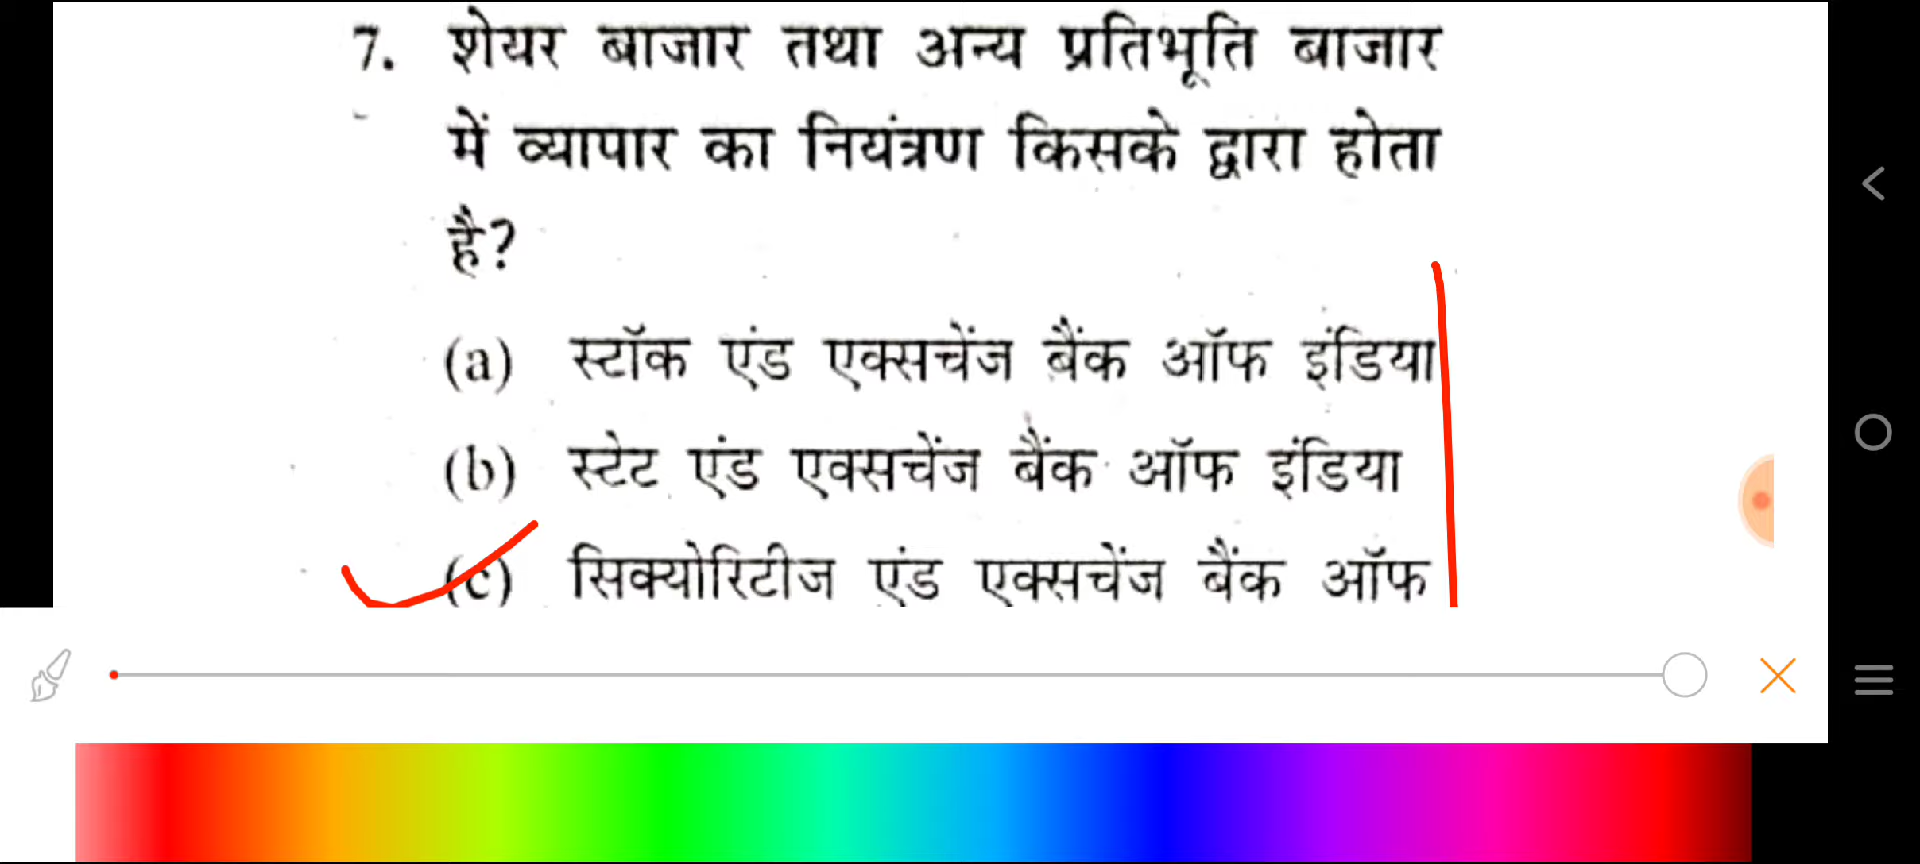 7. शेयर बाजार तथा अन्य प्रतिभूति बाजार
में व्यापार का नियंत्रण किसके द्वारा होता
है?
(a) स्टॉक एंड एक्सचेंज बैंक ऑफ इंडिया
(b) स्टेट एंड एक्सचेंज बैंक ऑफ इंडिया
(c) सिक्योरिटीज एंड एक्सचेंज बैंक ऑफ